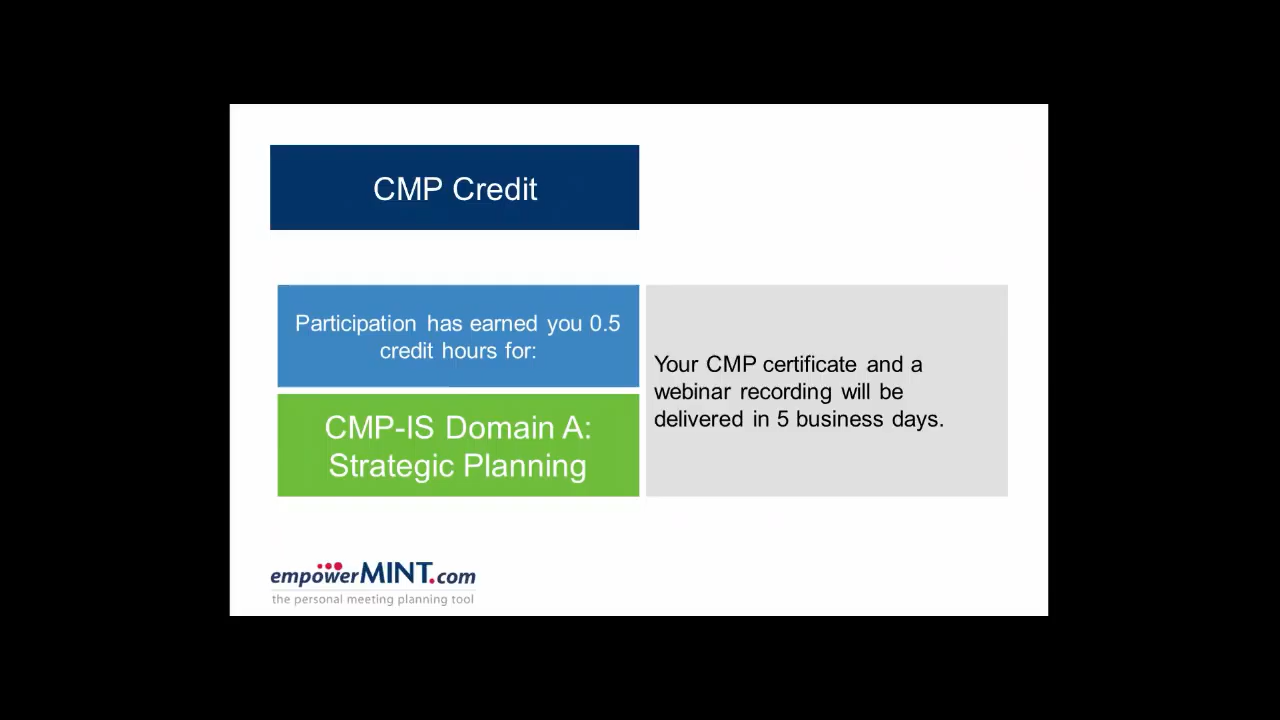 CMP Credit
Participation has earned you 0.5
credit hours for:
CMP-IS Domain A:
Strategic Planning
Your CMP certificate and a
webinar recording will be
delivered in 5 business days.
empowerMINT.com
the personal meeting planning tool